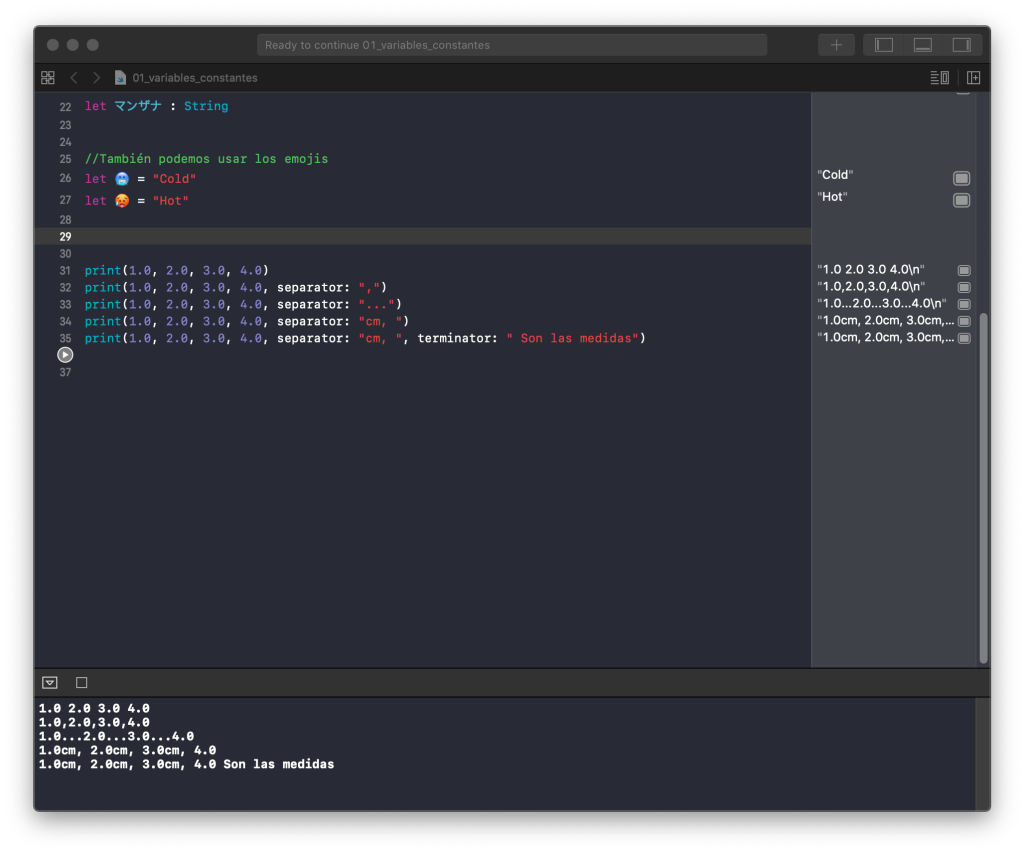 Ready to continue 01_variables_constantes
01_variables_constantes
22 let マンザナ : String
23
24
25 //También podemos usar los emojis
26 let 🥶 = "Cold"
"Cold"
27 let 🥵 = "Hot"
"Hot"
28
29
30
31 print(1.0, 2.0, 3.0, 4.0)
"1.0 2.0 3.0 4.0\n"
32 print(1.0, 2.0, 3.0, 4.0, separator: ",")
"1.0,2.0,3.0,4.0\n"
33 print(1.0, 2.0, 3.0, 4.0, separator: "...")
"1.0...2.0...3.0...4.0\n"
34 print(1.0, 2.0, 3.0, 4.0, separator: "cm, ")
"1.0cm, 2.0cm, 3.0cm,...
35 print(1.0, 2.0, 3.0, 4.0, separator: "cm, ", terminator: " Son las medidas")
"1.0cm, 2.0cm, 3.0cm,...
37
1.0 2.0 3.0 4.0
1.0,2.0,3.0,4.0
1.0...2.0...3.0...4.0
1.0cm, 2.0cm, 3.0cm, 4.0
1.0cm, 2.0cm, 3.0cm, 4.0 Son las medidas